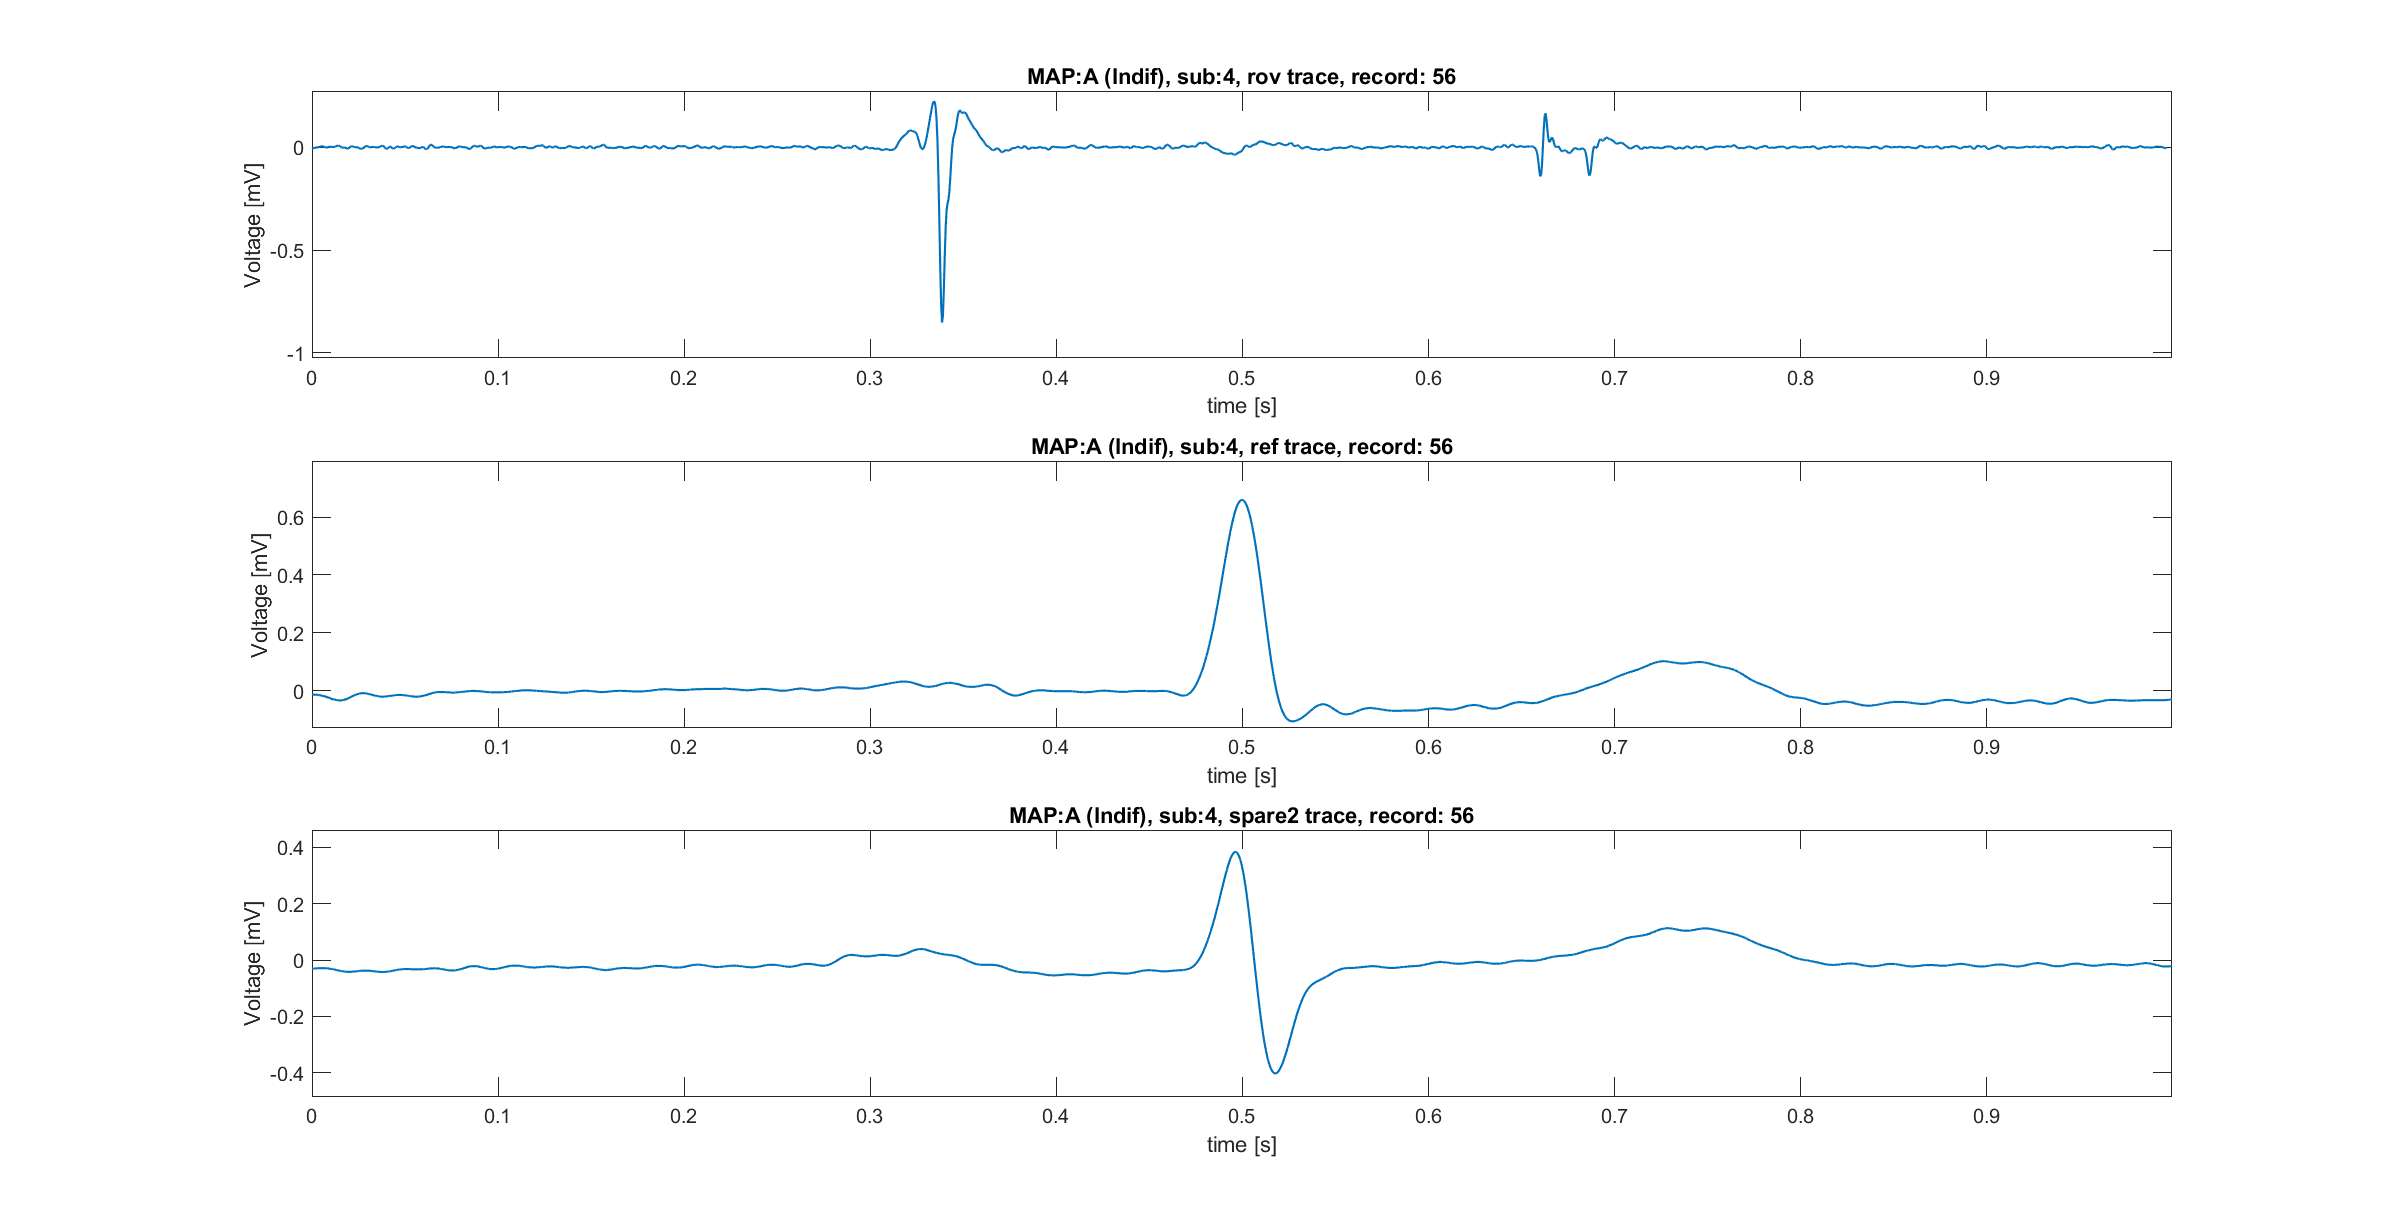 MAP:A (Indif), sub:4, rov trace, record: 56
Voltage [mV]
0
-0.5
-1
0 0.1 0.2 0.3 0.4 0.5 0.6 0.7 0.8 0.9
time [s]
MAP:A (Indif), sub:4, ref trace, record: 56
Voltage [mV]
0.6
0.4
0.2
0
0 0.1 0.2 0.3 0.4 0.5 0.6 0.7 0.8 0.9
time [s]
MAP:A (Indif), sub:4, spare2 trace, record: 56
Voltage [mV]
0.4
0.2
0
-0.2
-0.4
0 0.1 0.2 0.3 0.4 0.5 0.6 0.7 0.8 0.9
time [s]